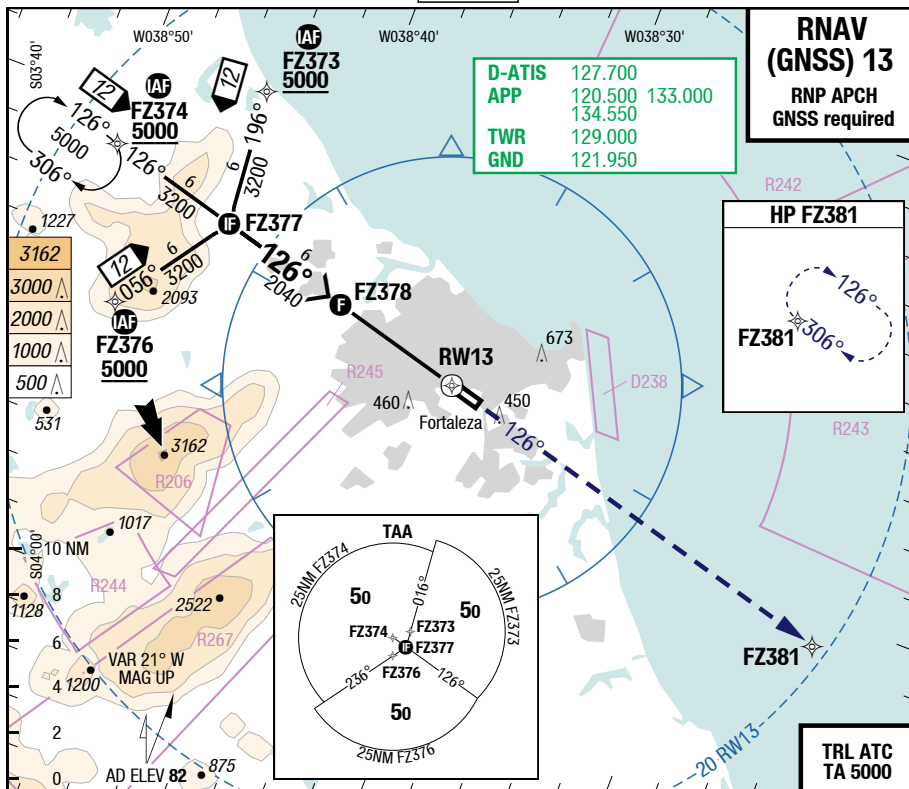 W038°50'
W038°40'
W038°30'
S03°40'
RNAV
(GNSS) 13
RNP APCH
GNSS required
D-ATIS 127.700
APP 120.500 133.000
134.550
TWR 129.000
GND 121.950
IAF
FZ373
5000
12
196°
6
3200
IAF
FZ374
5000
12
126°
5000
306°
126°
6
3200
1227
IF FZ377
R242
HP FZ381
126°
306°
FZ381
3162
3000
2000
1000
500
12
056°
6
3200
2093
IAF
FZ376
5000
126°
6
2040
F FZ378
RW13
673
460
450
Fortaleza
126°
D238
R245
R243
531
3162
R206
1017
10 NM
S04°00'
8
6
4
2
0
R244
1128
2522
R267
1200
VAR 21° W
MAG UP
AD ELEV 82
875
TAA
25NM FZ374
25NM FZ373
25NM FZ376
50
50
50
016°
236°
126°
FZ374
FZ373
IF FZ377
FZ376
FZ381
20 RW13
TRL ATC
TA 5000